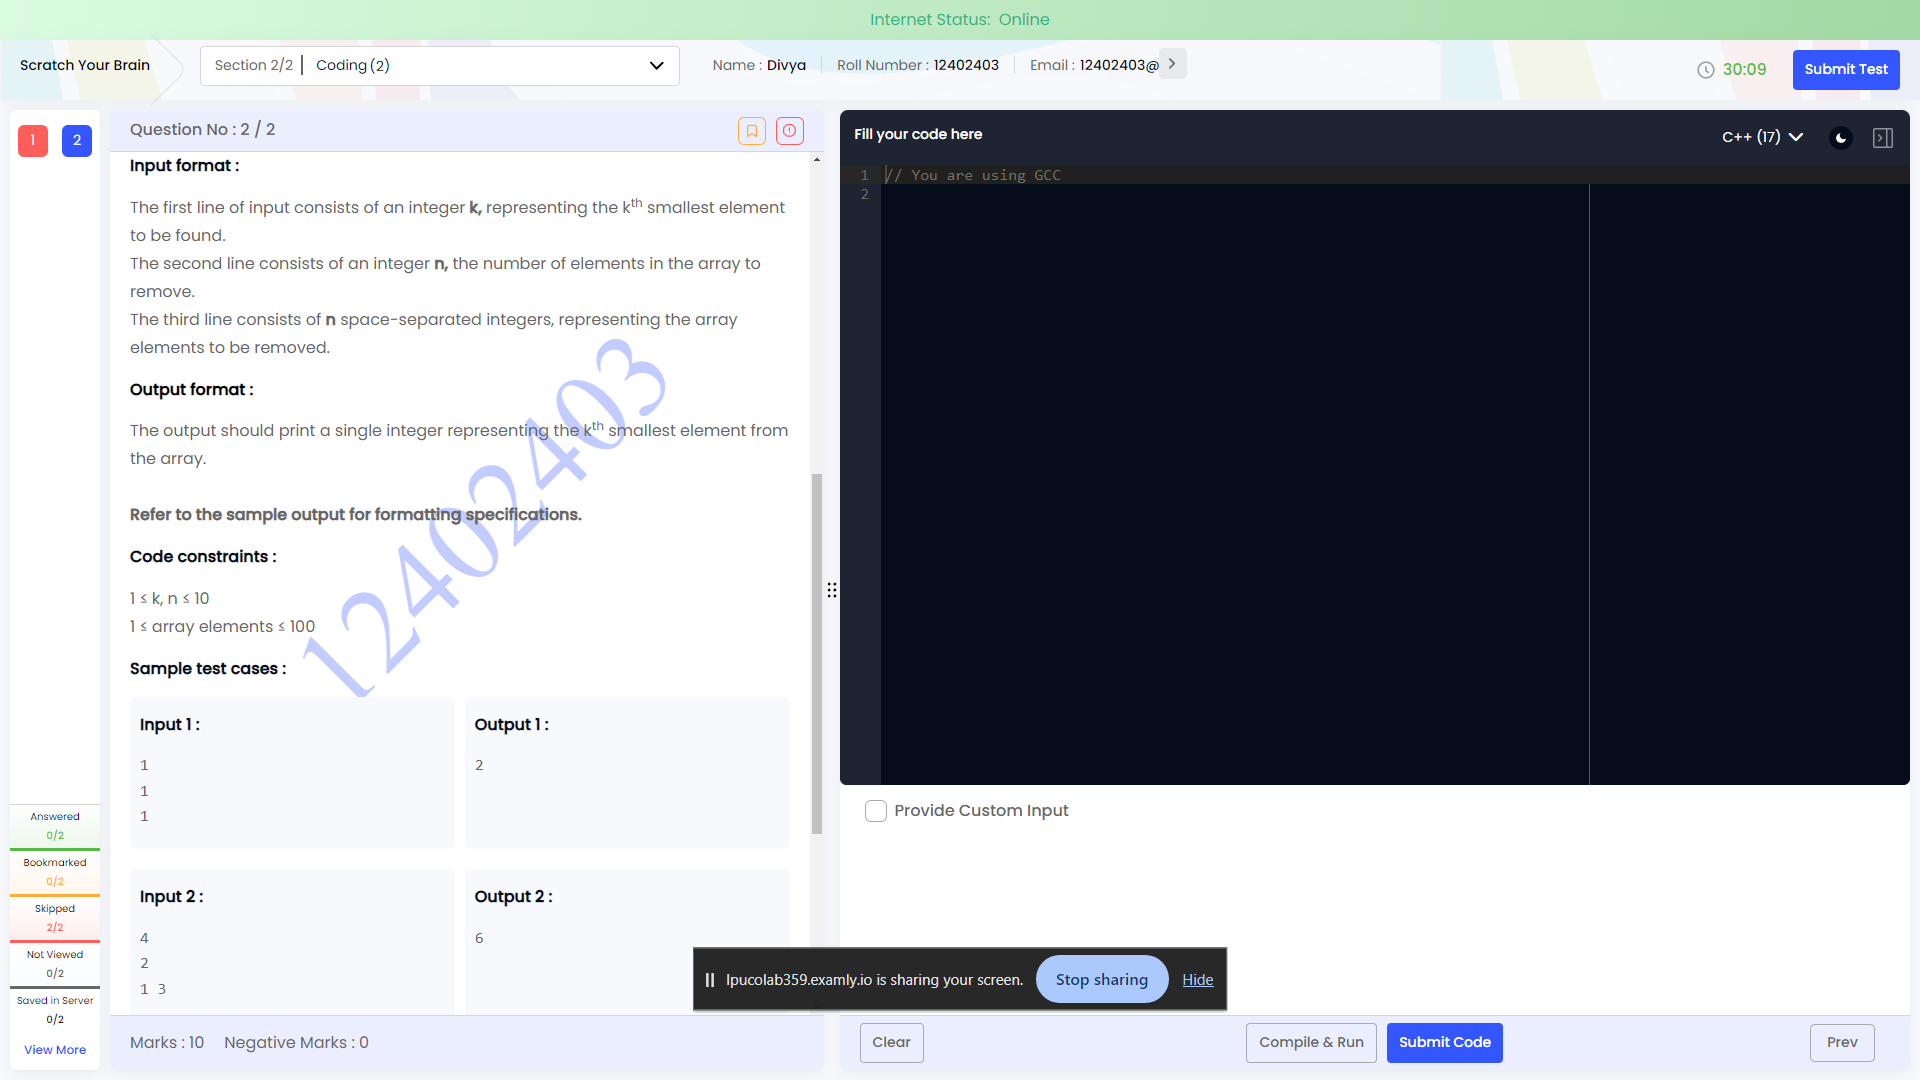 Internet Status: Online
Scratch Your Brain
Section 2/2 | Coding (2)
Name : Divya
Roll Number : 12402403
Email : 12402403@
30:09
Submit Test
1 2
Question No : 2 / 2
Input format :
The first line of input consists of an integer k, representing the kth smallest element
to be found.
The second line consists of an integer n, the number of elements in the array to
remove.
The third line consists of n space-separated integers, representing the array
elements to be removed.
Output format :
The output should print a single integer representing the kth smallest element from
the array.
Refer to the sample output for formatting specifications.
Code constraints :
1 ≤ k, n ≤ 10
1 ≤ array elements ≤ 100
Sample test cases :
Input 1 :
1
1
1
Output 1 :
2
Input 2 :
4
2
1 3
Output 2 :
6
12402403
Marks : 10 Negative Marks : 0
Answered
0/2
Bookmarked
0/2
Skipped
2/2
Not Viewed
0/2
Saved in Server
0/2
View More
Fill your code here
C++ (17)
1 // You are using GCC
2
Provide Custom Input
lpucolab359.examly.io is sharing your screen.
Stop sharing
Hide
Clear
Compile & Run
Submit Code
Prev